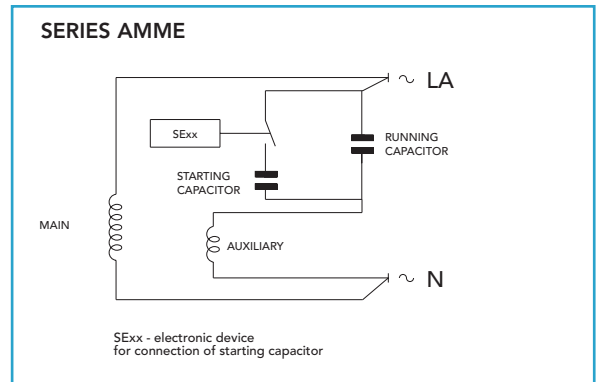 SERIES AMME
~ LA
SExx
RUNNING
CAPACITOR
STARTING
CAPACITOR
MAIN
AUXILIARY
~ N
SExx - electronic device
for connection of starting capacitor